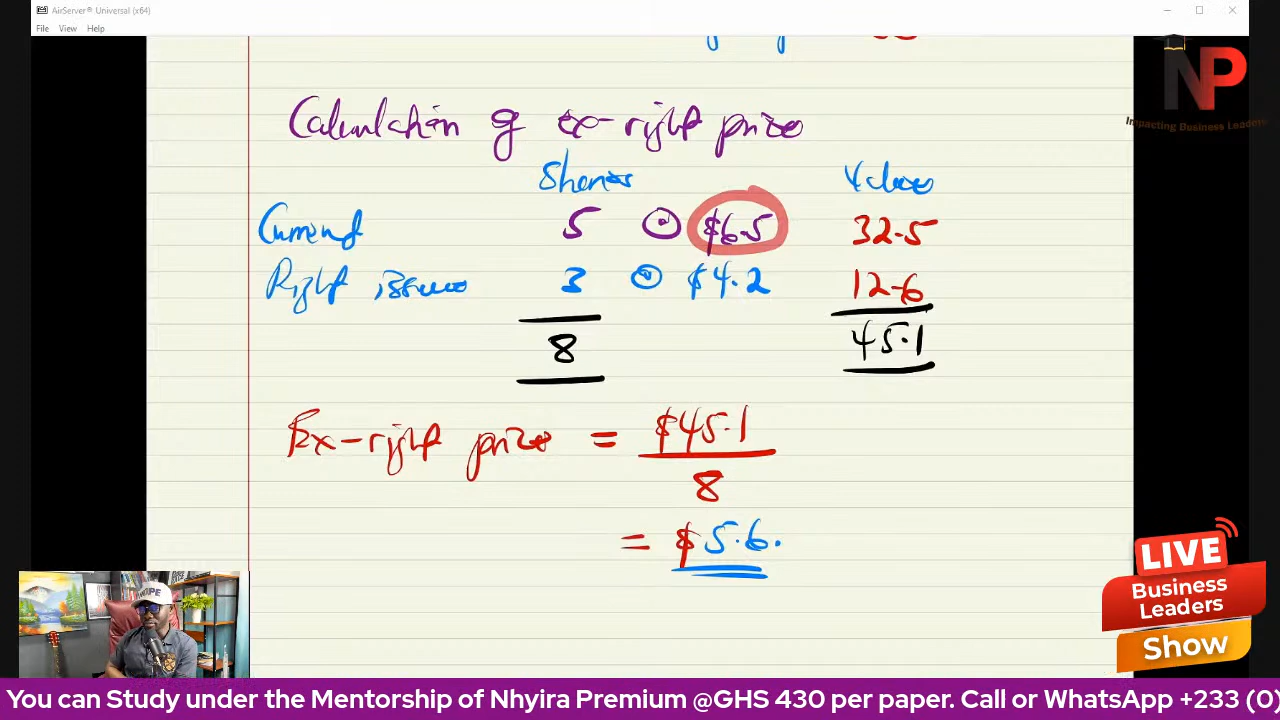 AirServer® Universal (x64)
File View Help
NP
Impacting Business Leaders
Calculation of ex-right price
Shares Values
Current 5 @ $6.5 32.5
Right issue 3 @ $4.2 12.6
8 45.1
Ex-right price = $45.1
8
= $5.6.
LIVE
Business
Leaders
Show
You can Study under the Mentorship of Nhyira Premium @GHS 430 per paper. Call or WhatsApp +233 (0)